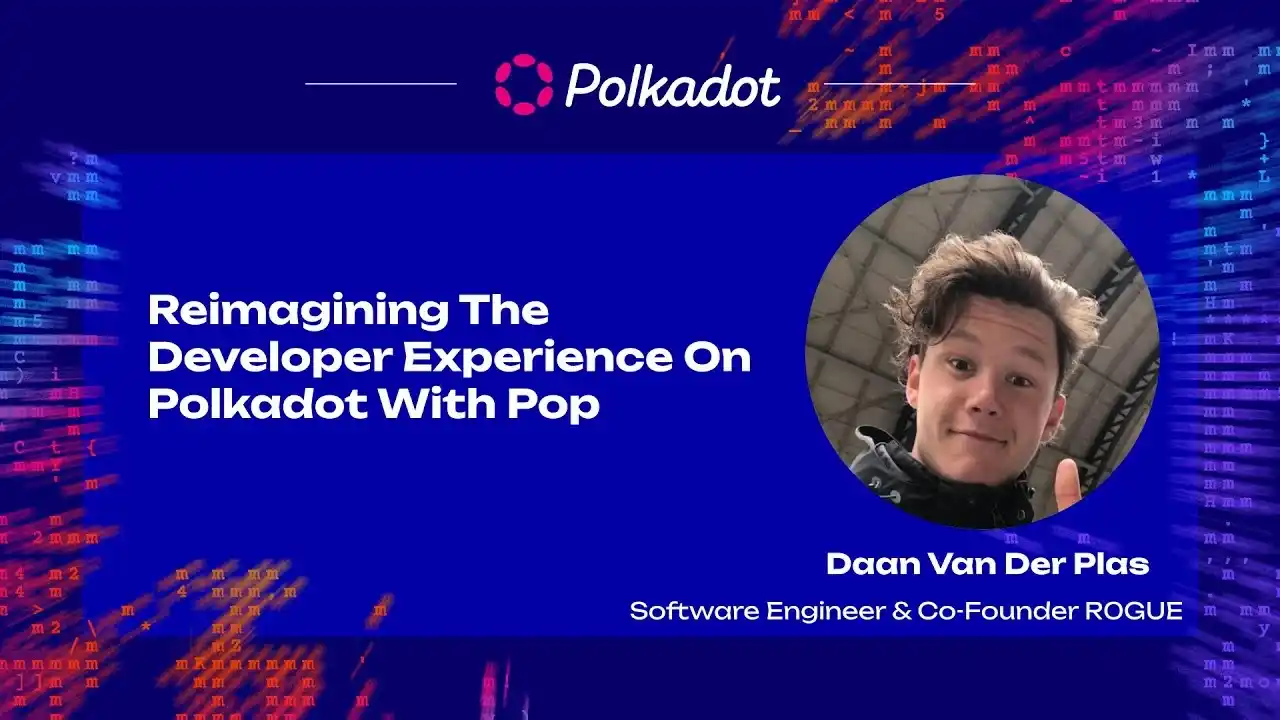 Polkadot
Reimagining The
Developer Experience On
Polkadot With Pop
Daan Van Der Plas
Software Engineer & Co-Founder ROGUE